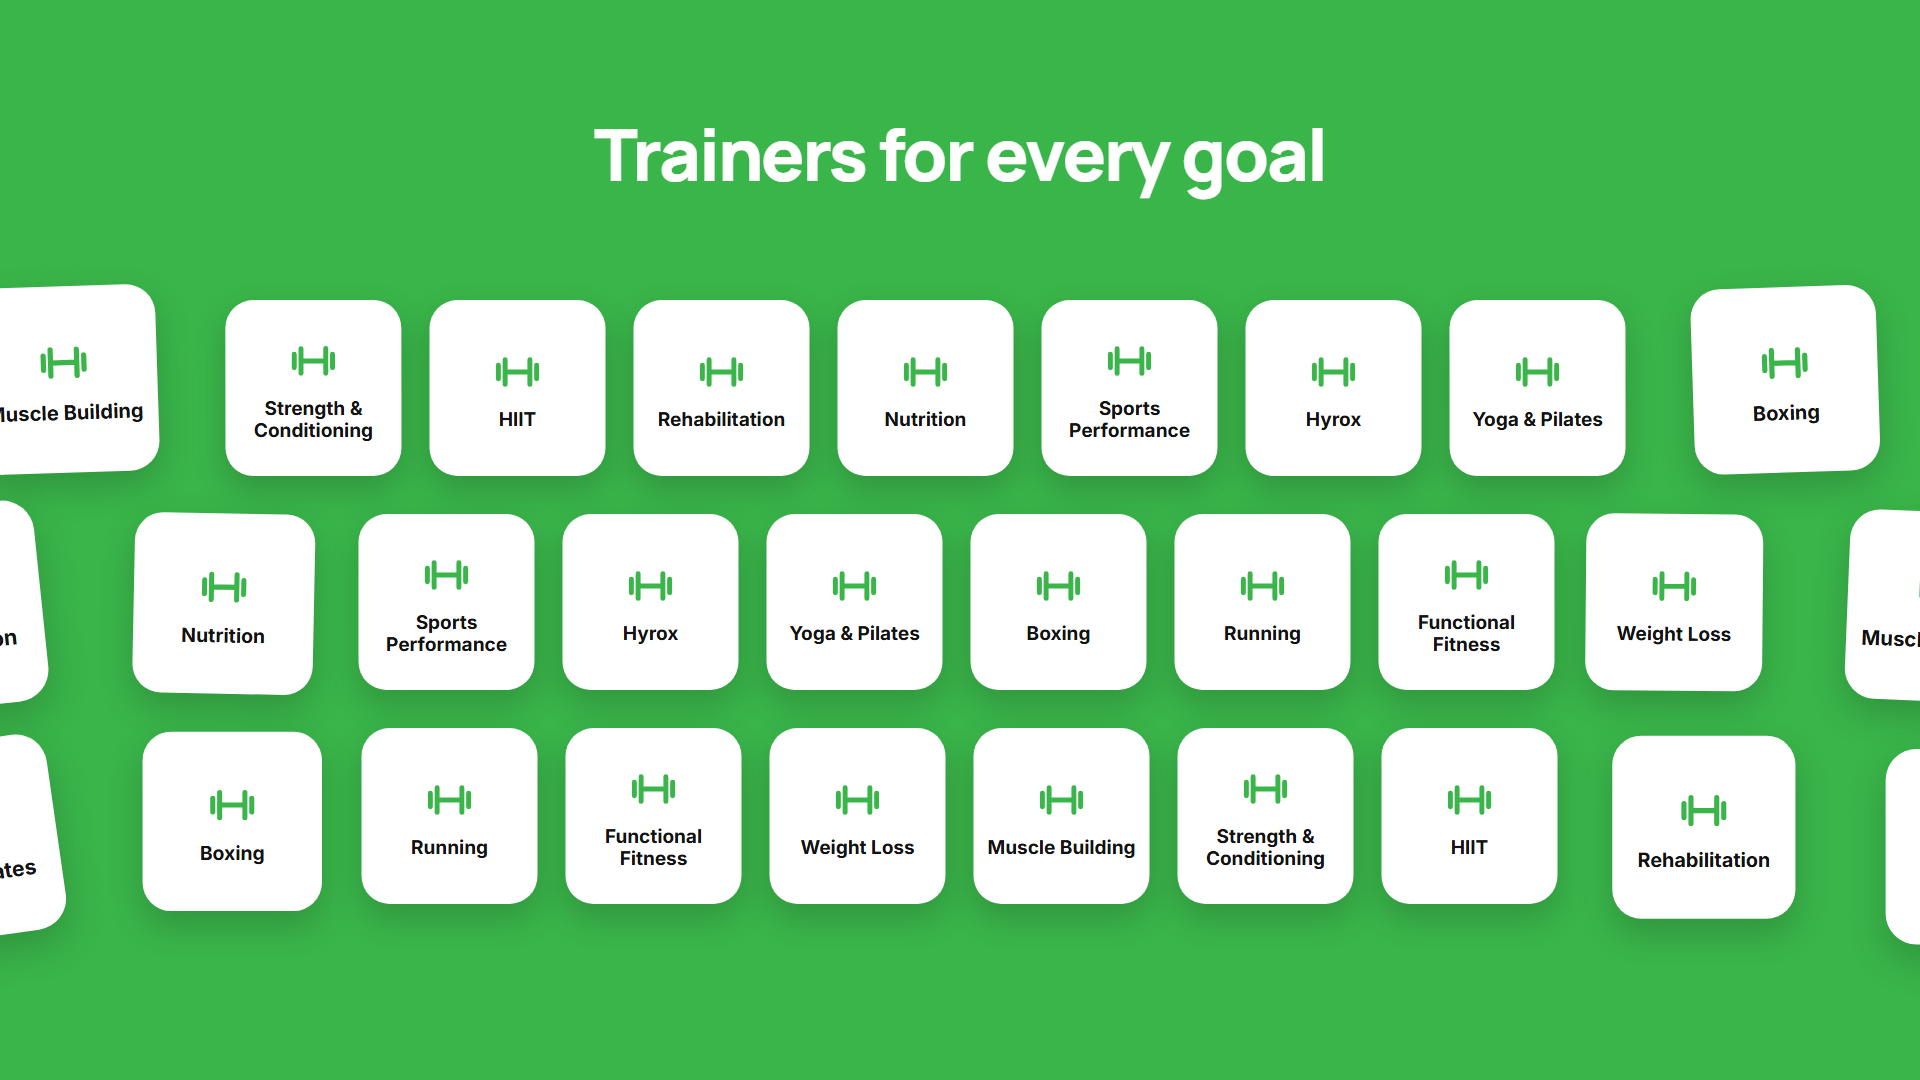 Trainers for every goal
Muscle Building
Strength &
Conditioning
HIIT
Rehabilitation
Nutrition
Sports
Performance
Hyrox
Yoga & Pilates
Boxing
Nutrition
Sports
Performance
Hyrox
Yoga & Pilates
Boxing
Running
Functional
Fitness
Weight Loss
Boxing
Running
Functional
Fitness
Weight Loss
Muscle Building
Strength &
Conditioning
HIIT
Rehabilitation